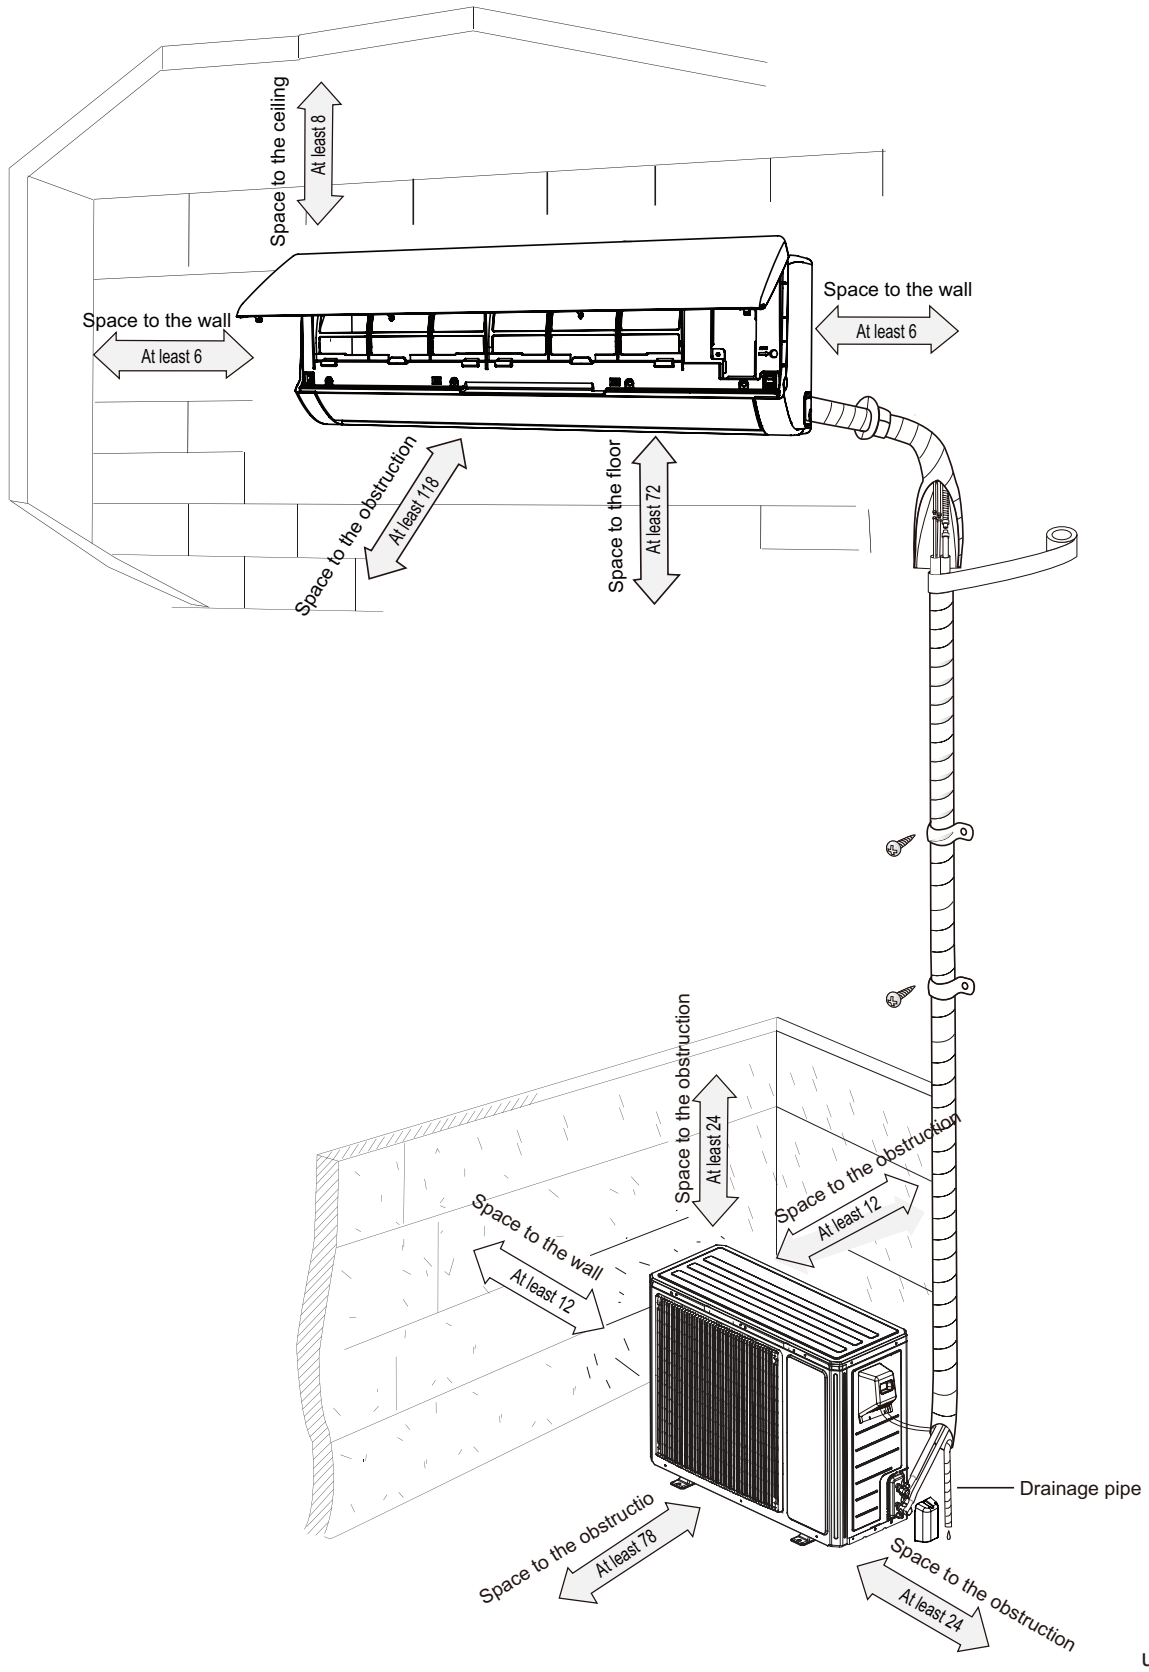 Space to the ceiling
At least 8
Space to the wall
At least 6
Space to the wall
At least 6
Space to the obstruction
At least 118
Space to the floor
At least 72
Space to the obstruction
At least 24
Space to the obstruction
At least 12
Space to the wall
At least 12
Drainage pipe
Space to the obstructio
At least 78
Space to the obstruction
At least 24